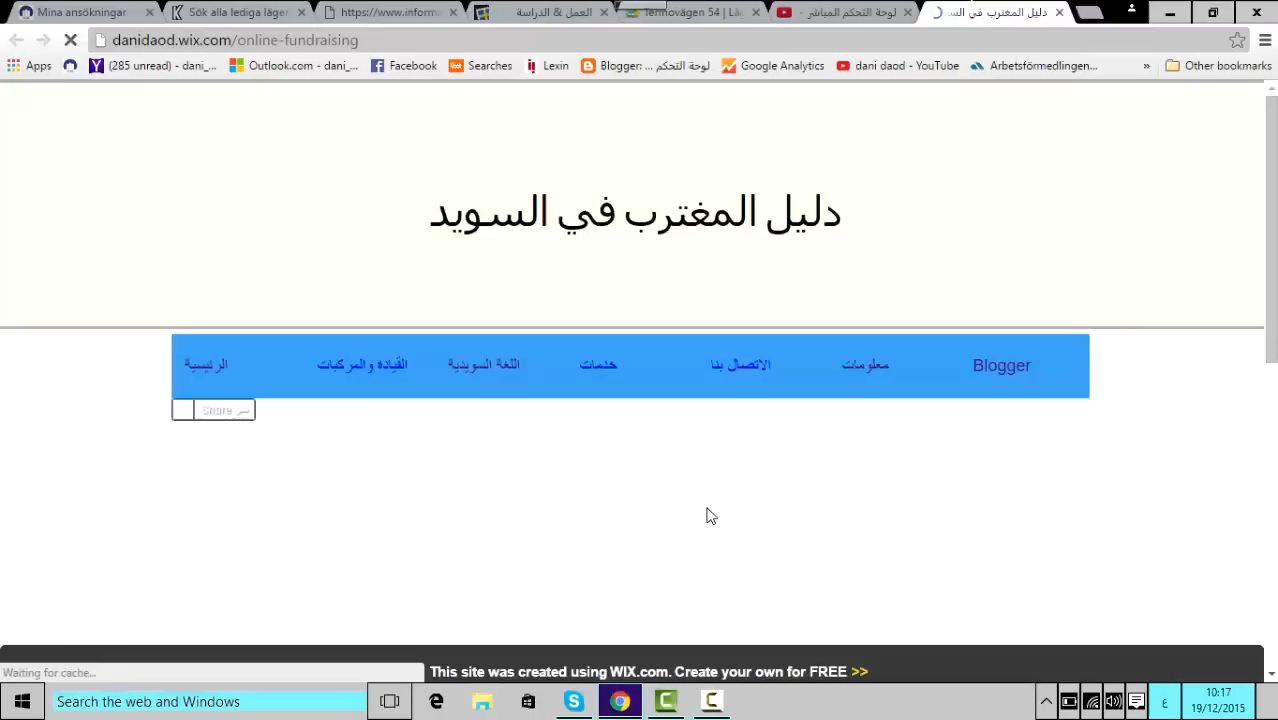 Mina ansökningar
Sök alla lediga läger
https://www.informa
العمل & الدراسة
Termovägen 54 | Lä
لوحة التحكم المباشر -
دليل المغترب في الس...
danidaod.wix.com/online-fundraising
Apps
(285 unread) - dani_...
Outlook.com - dani_...
Facebook
Searches
Lexin
Blogger: ... لوحة التحكم
Google Analytics
dani daod - YouTube
Arbetsförmedlingen...
»
Other bookmarks
دليل المغترب في السويد
الرئيسية
القيادة والمركبات
اللغة السويدية
خدمات
الاتصال بنا
معلومات
Blogger
Share
This site was created using WIX.com. Create your own for FREE >>
Waiting for cache...
Search the web and Windows
ع
10:17
19/12/2015